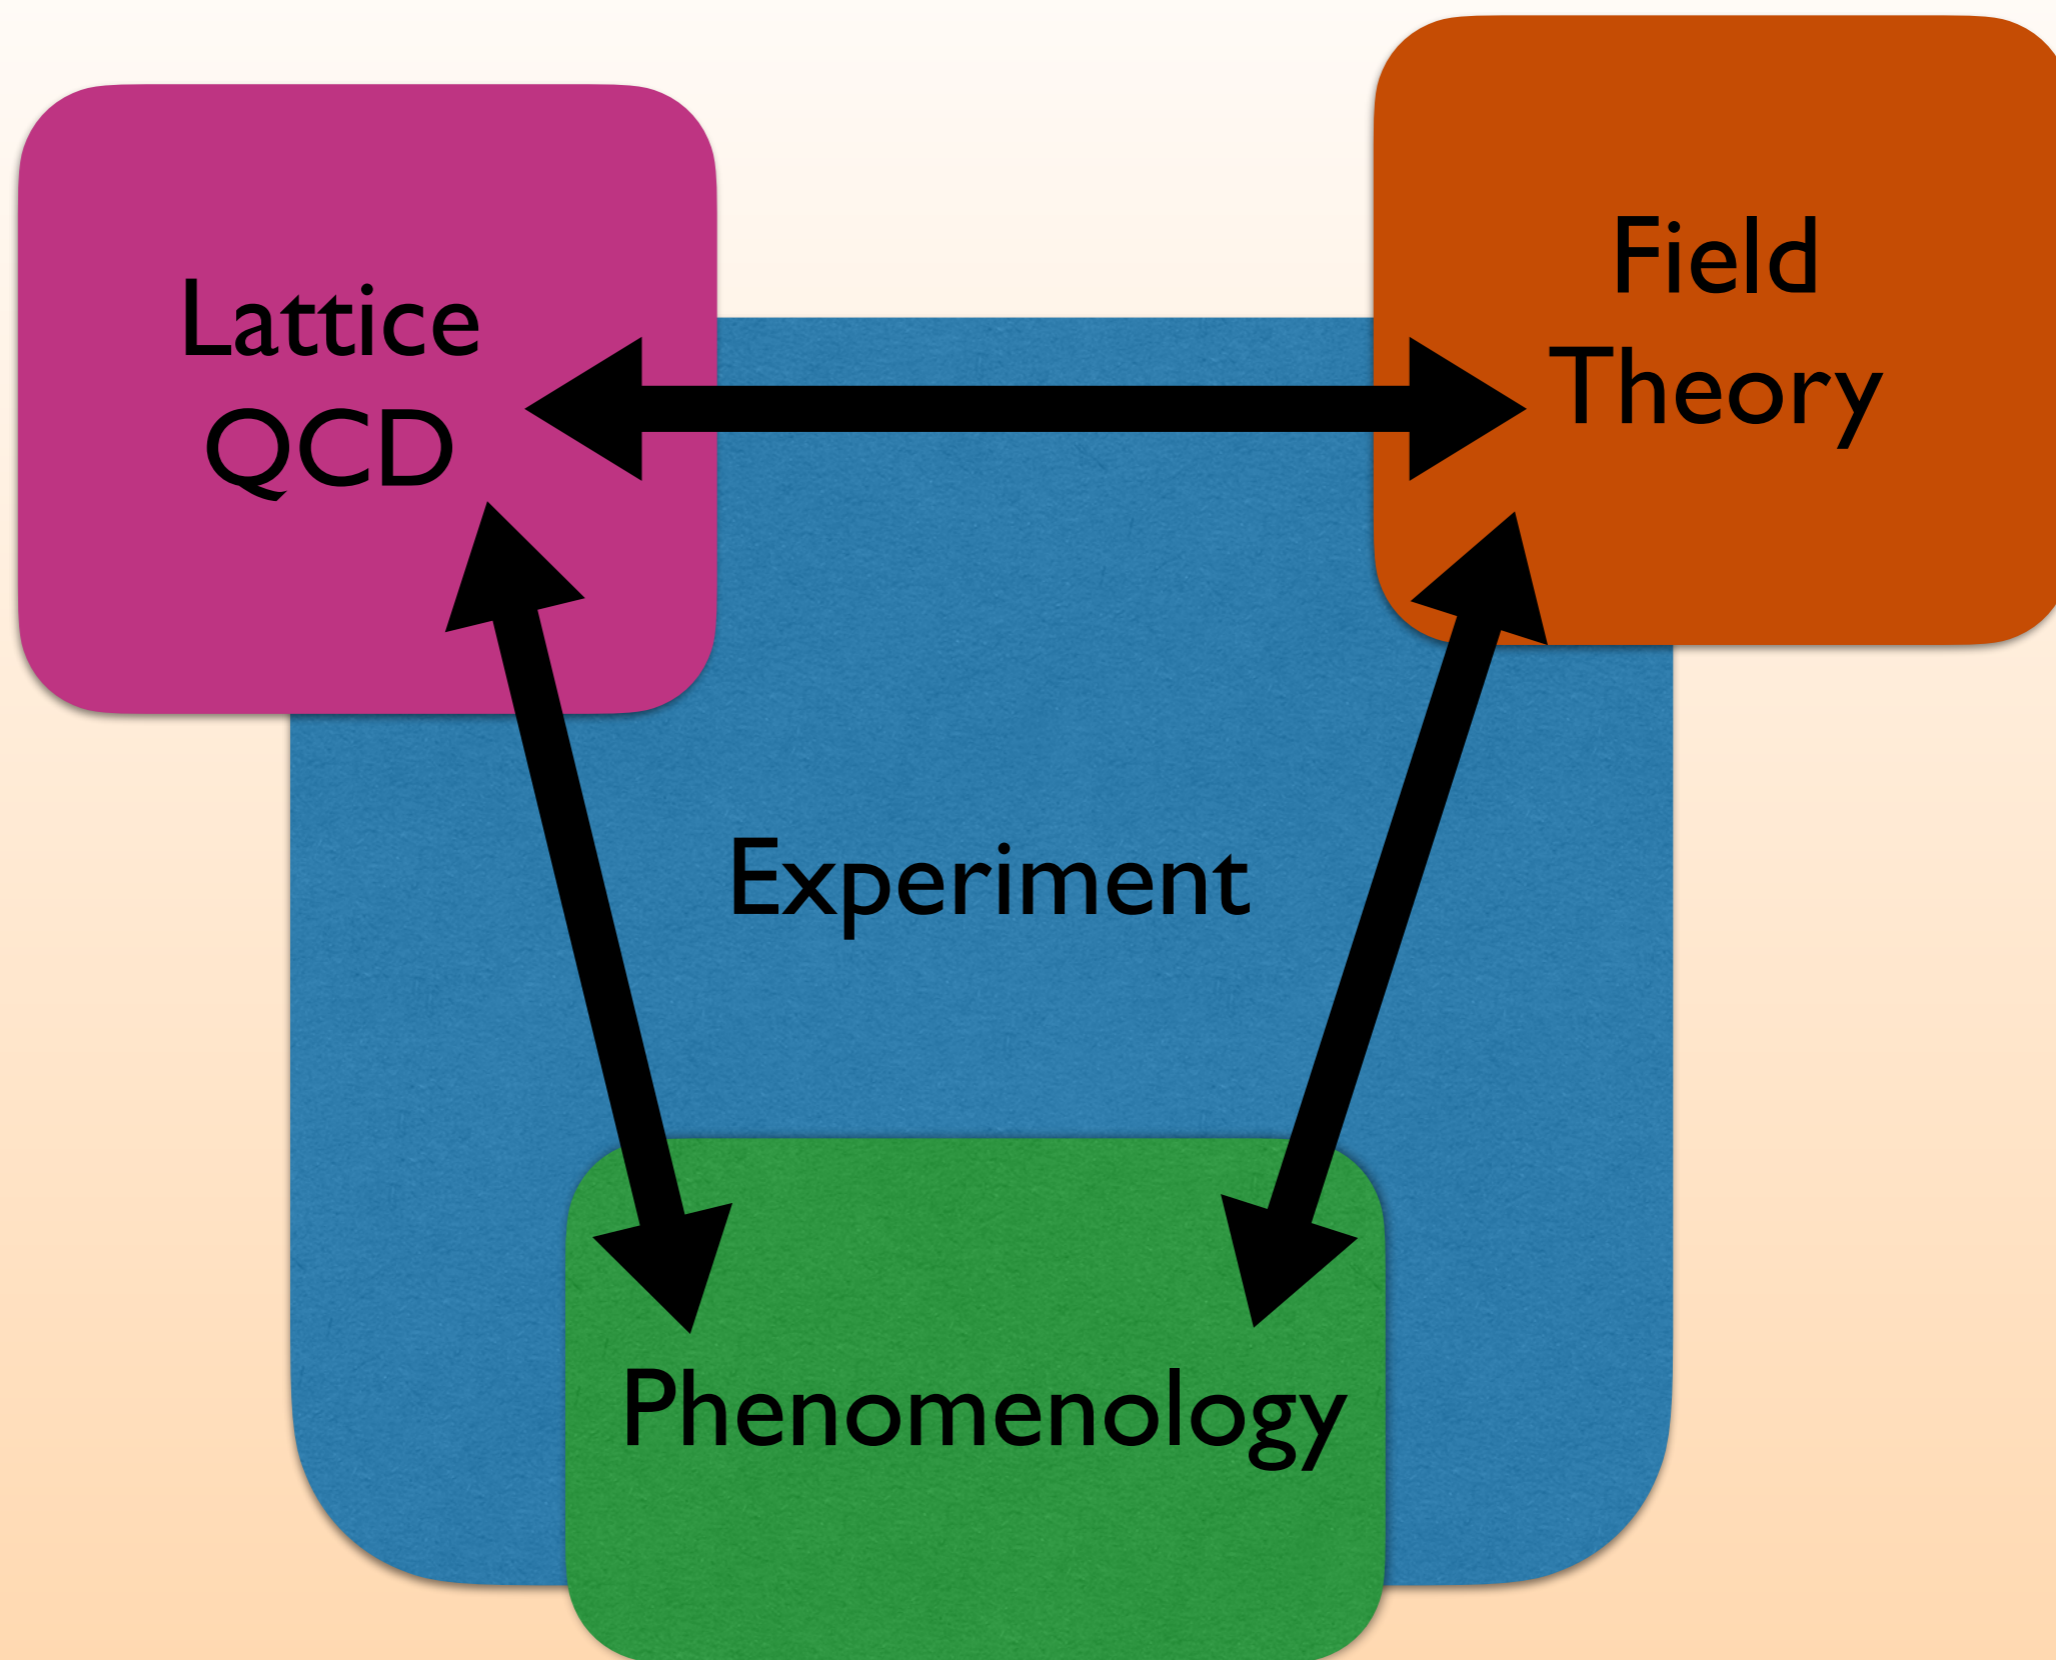 Lattice
QCD
Field
Theory
Experiment
Phenomenology